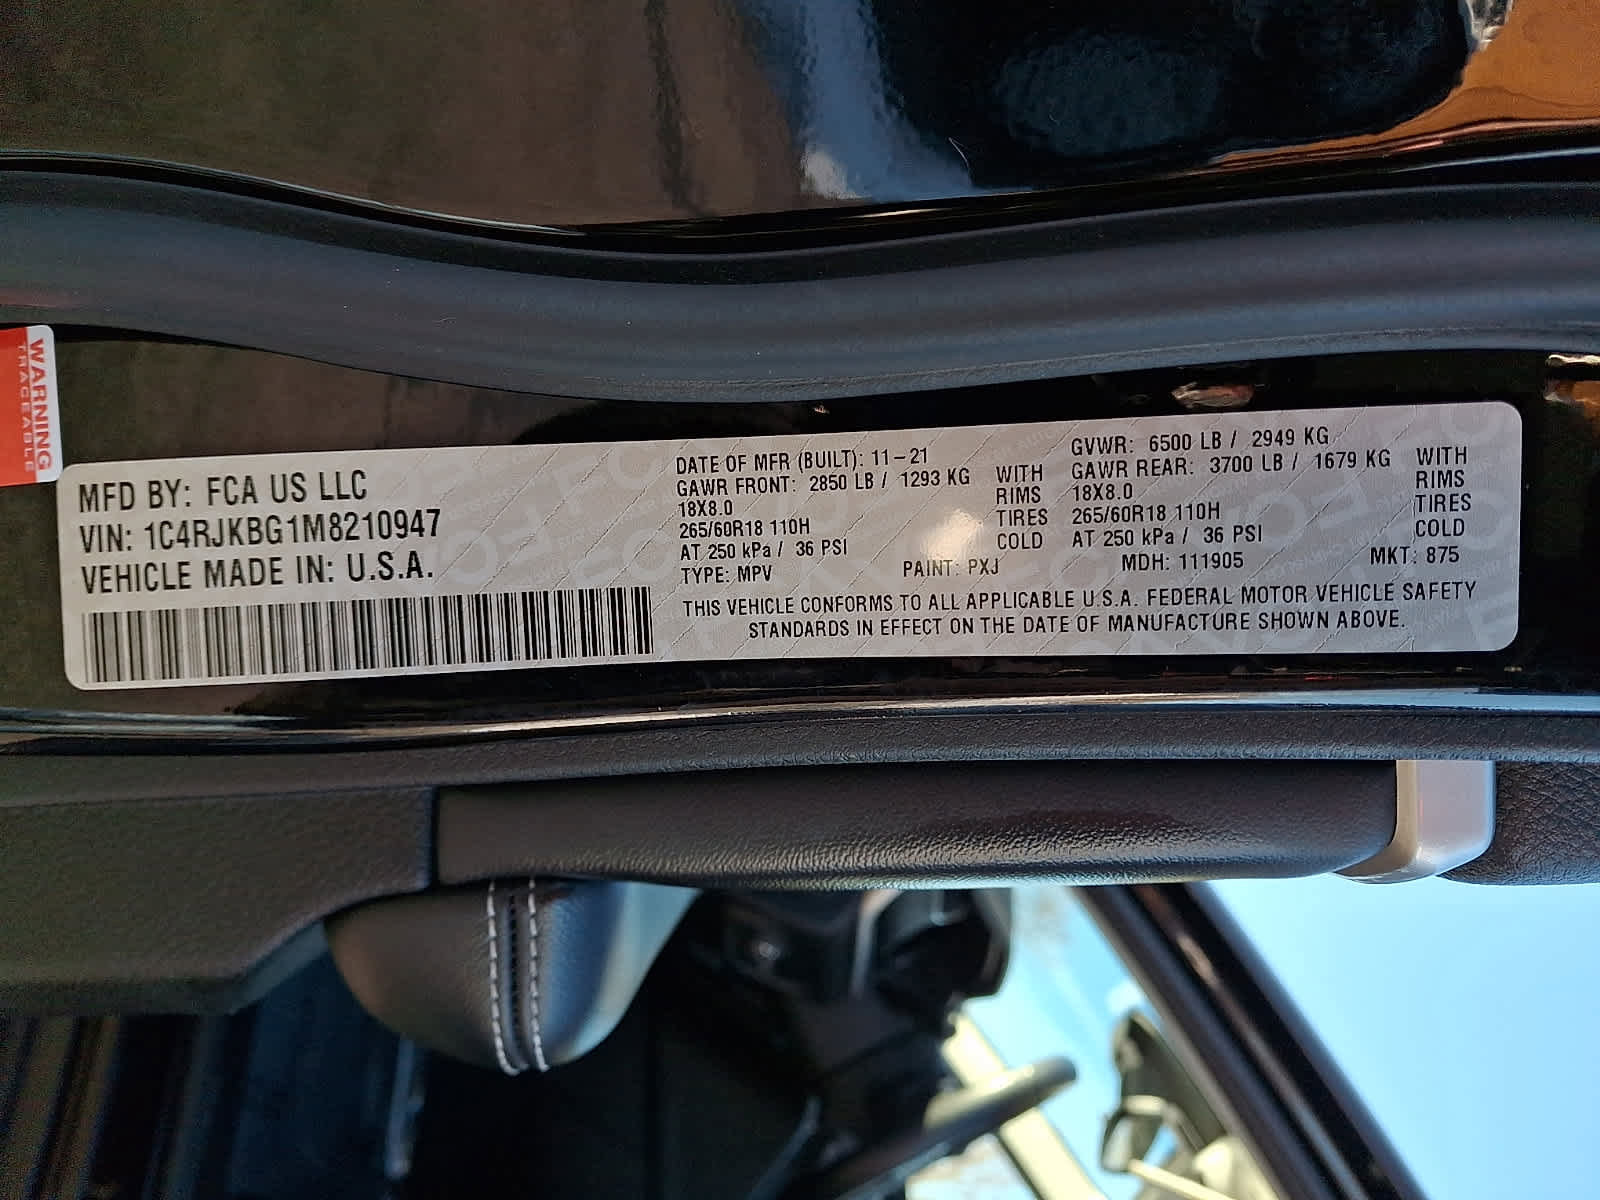 WARNING
TRACEABLE
MFD BY: FCA US LLC
VIN: 1C4RJKBG1M8210947
VEHICLE MADE IN: U.S.A.
DATE OF MFR (BUILT): 11-21
GAWR FRONT: 2850 LB / 1293 KG WITH
18X8.0 RIMS
265/60R18 110H TIRES
AT 250 kPa / 36 PSI COLD
GVWR: 6500 LB / 2949 KG
GAWR REAR: 3700 LB / 1679 KG WITH
18X8.0 RIMS
265/60R18 110H TIRES
AT 250 kPa / 36 PSI COLD
TYPE: MPV PAINT: PXJ MDH: 111905 MKT: 875
THIS VEHICLE CONFORMS TO ALL APPLICABLE U.S.A. FEDERAL MOTOR VEHICLE SAFETY
STANDARDS IN EFFECT ON THE DATE OF MANUFACTURE SHOWN ABOVE.